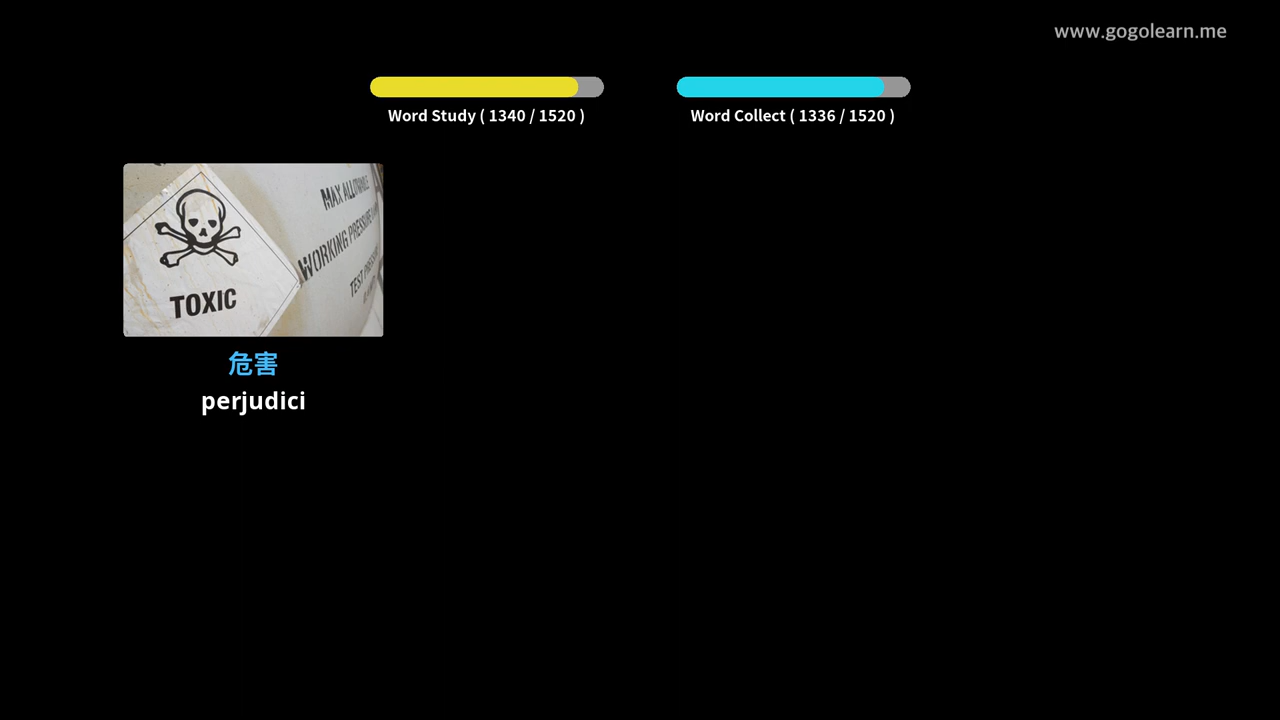 www.gogolearn.me
Word Study ( 1340 / 1520 )
Word Collect ( 1336 / 1520 )
MAX ALLOWABLE
WORKING PRESSURE
TEST
TOXIC
危害
perjudici